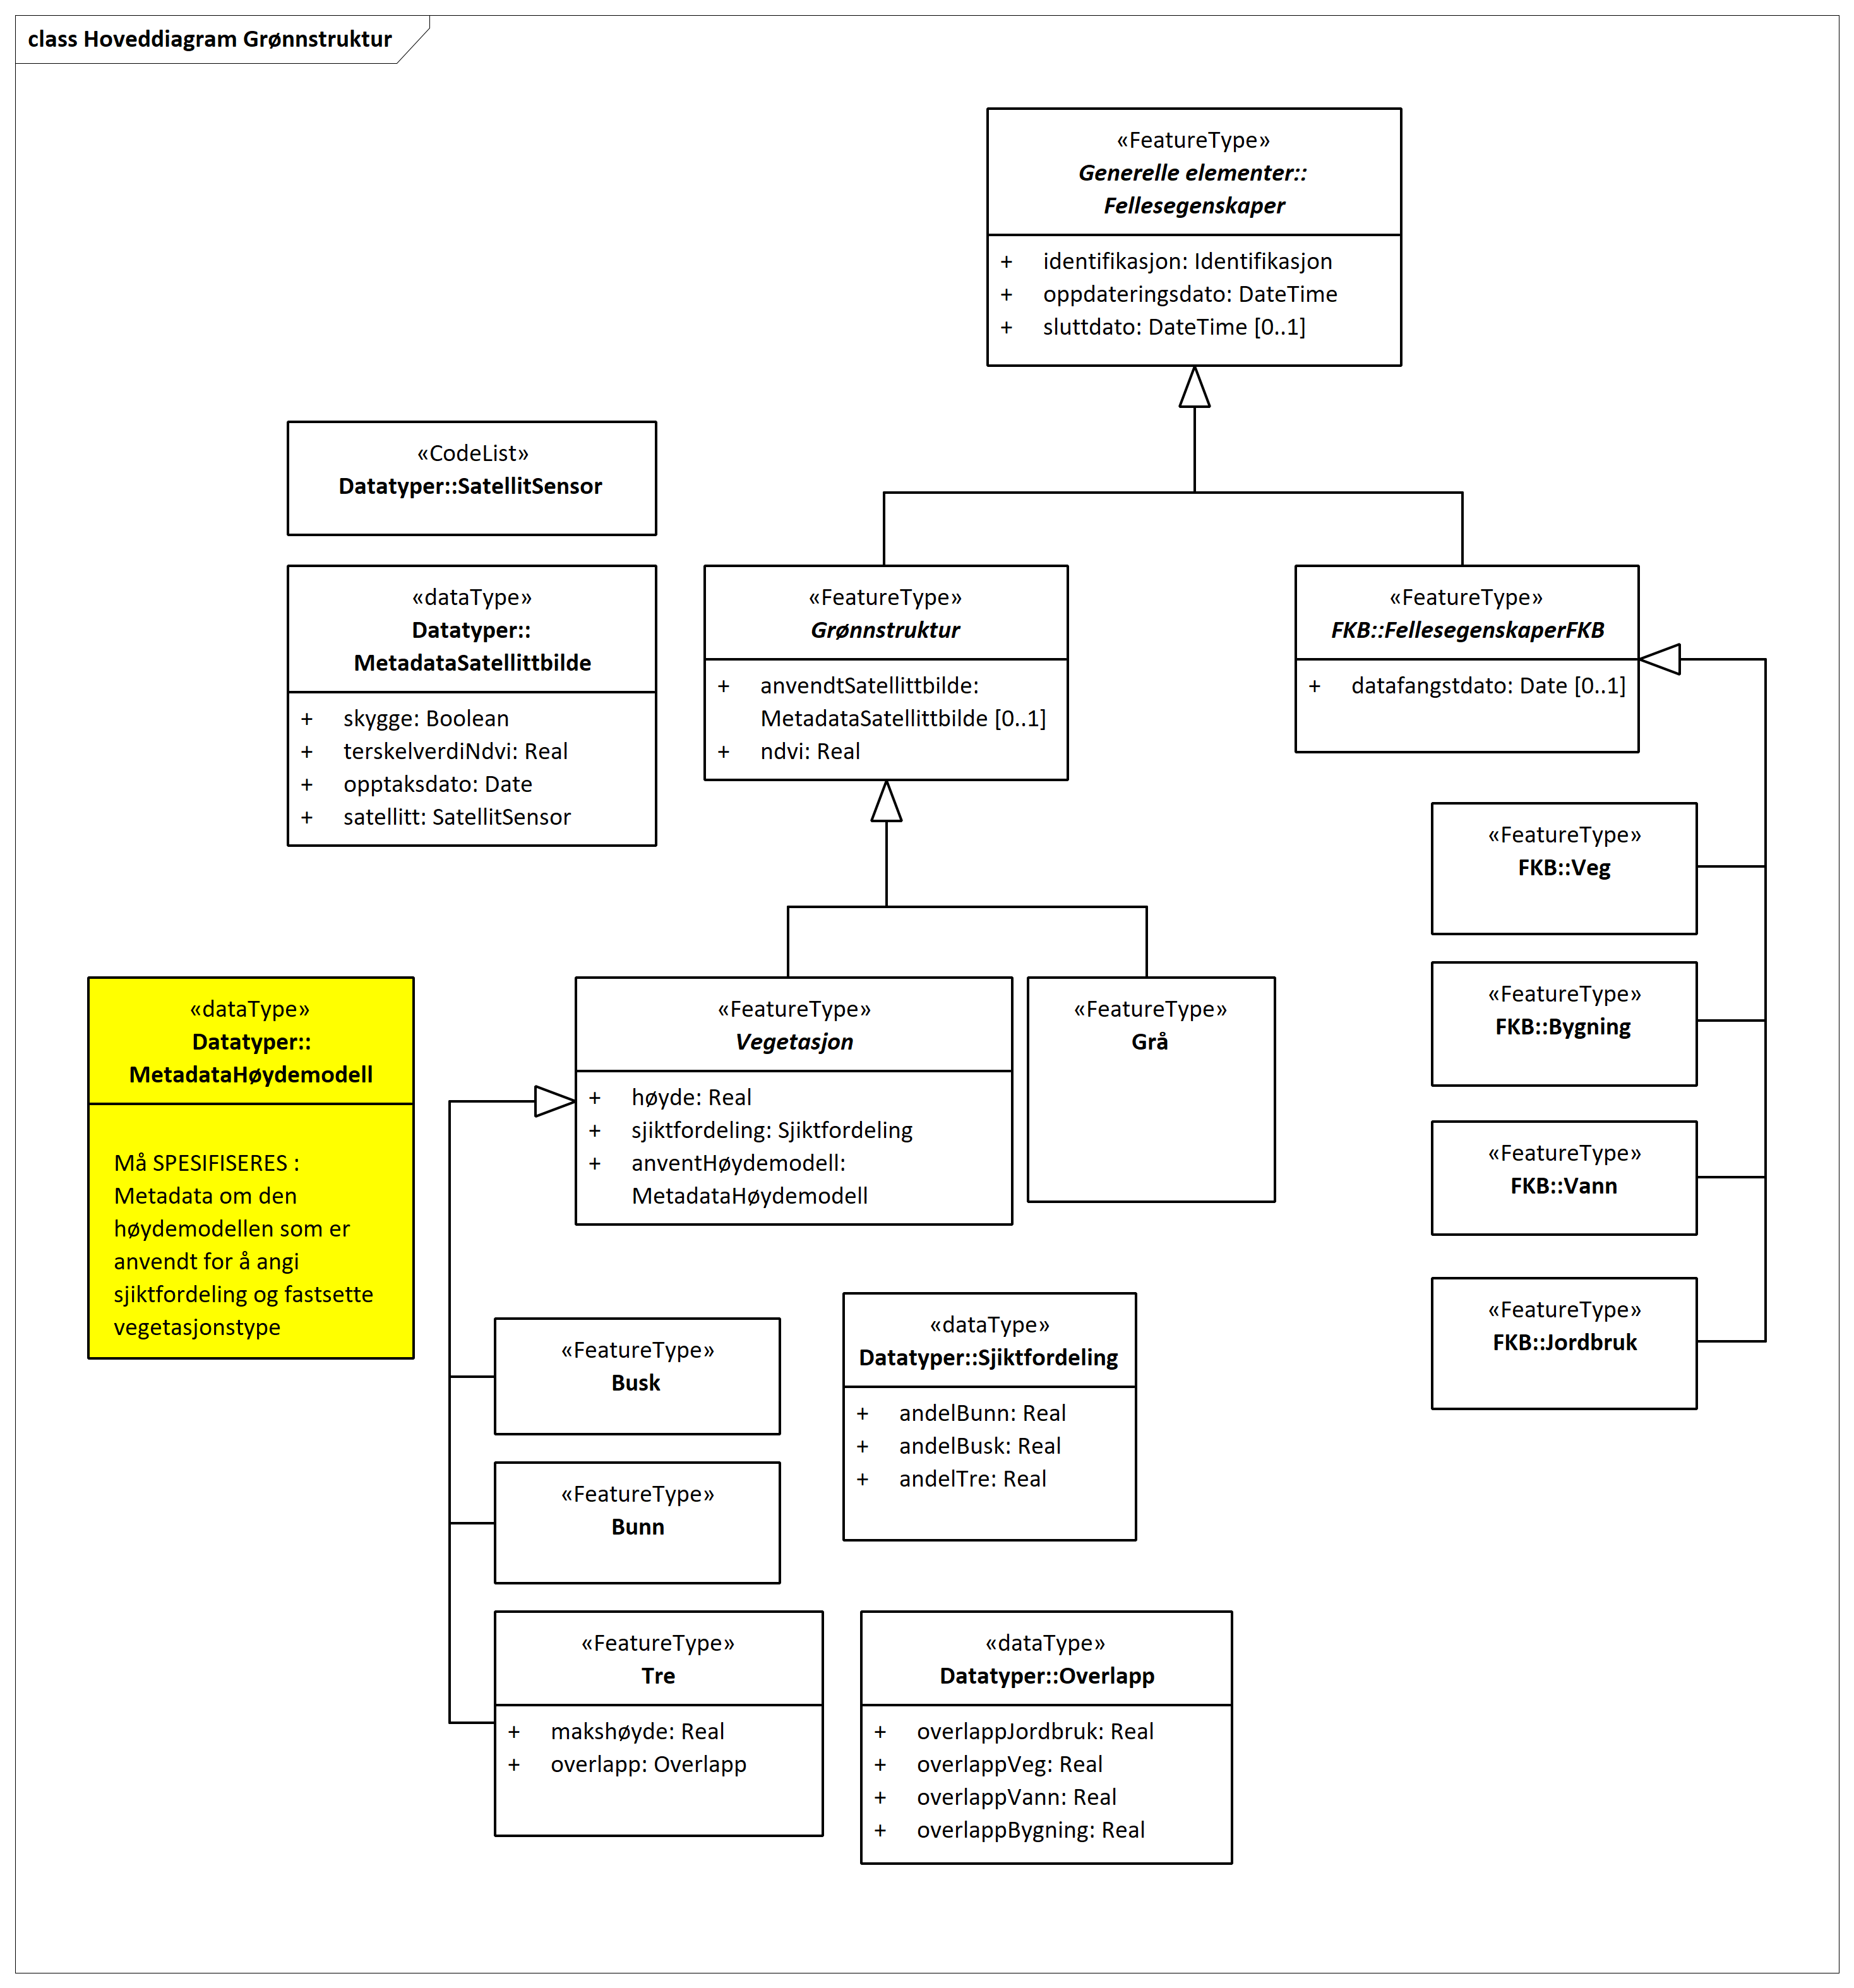 class Hoveddiagram Grønnstruktur
«FeatureType»
Generelle elementer::
Fellesegenskaper
+ identifikasjon: Identifikasjon
+ oppdateringsdato: DateTime
+ sluttdato: DateTime [0..1]
«CodeList»
Datatyper::SatellitSensor
«dataType»
Datatyper::
MetadataSatellittbilde
+ skygge: Boolean
+ terskelverdiNdvi: Real
+ opptaksdato: Date
+ satellitt: SatellitSensor
«FeatureType»
Grønnstruktur
+ anvendtSatellittbilde:
MetadataSatellittbilde [0..1]
+ ndvi: Real
«FeatureType»
FKB::FellesegenskaperFKB
+ datafangstdato: Date [0..1]
«FeatureType»
FKB::Veg
«FeatureType»
FKB::Bygning
«FeatureType»
FKB::Vann
«FeatureType»
FKB::Jordbruk
«dataType»
Datatyper::
MetadataHøydemodell
Må SPESIFISERES :
Metadata om den
høydemodellen som er
anvendt for å angi
sjiktfordeling og fastsette
vegetasjonstype
«FeatureType»
Vegetasjon
+ høyde: Real
+ sjiktfordeling: Sjiktfordeling
+ anventHøydemodell:
MetadataHøydemodell
«FeatureType»
Grå
«FeatureType»
Busk
«FeatureType»
Bunn
«dataType»
Datatyper::Sjiktfordeling
+ andelBunn: Real
+ andelBusk: Real
+ andelTre: Real
«FeatureType»
Tre
+ makshøyde: Real
+ overlapp: Overlapp
«dataType»
Datatyper::Overlapp
+ overlappJordbruk: Real
+ overlappVeg: Real
+ overlappVann: Real
+ overlappBygning: Real